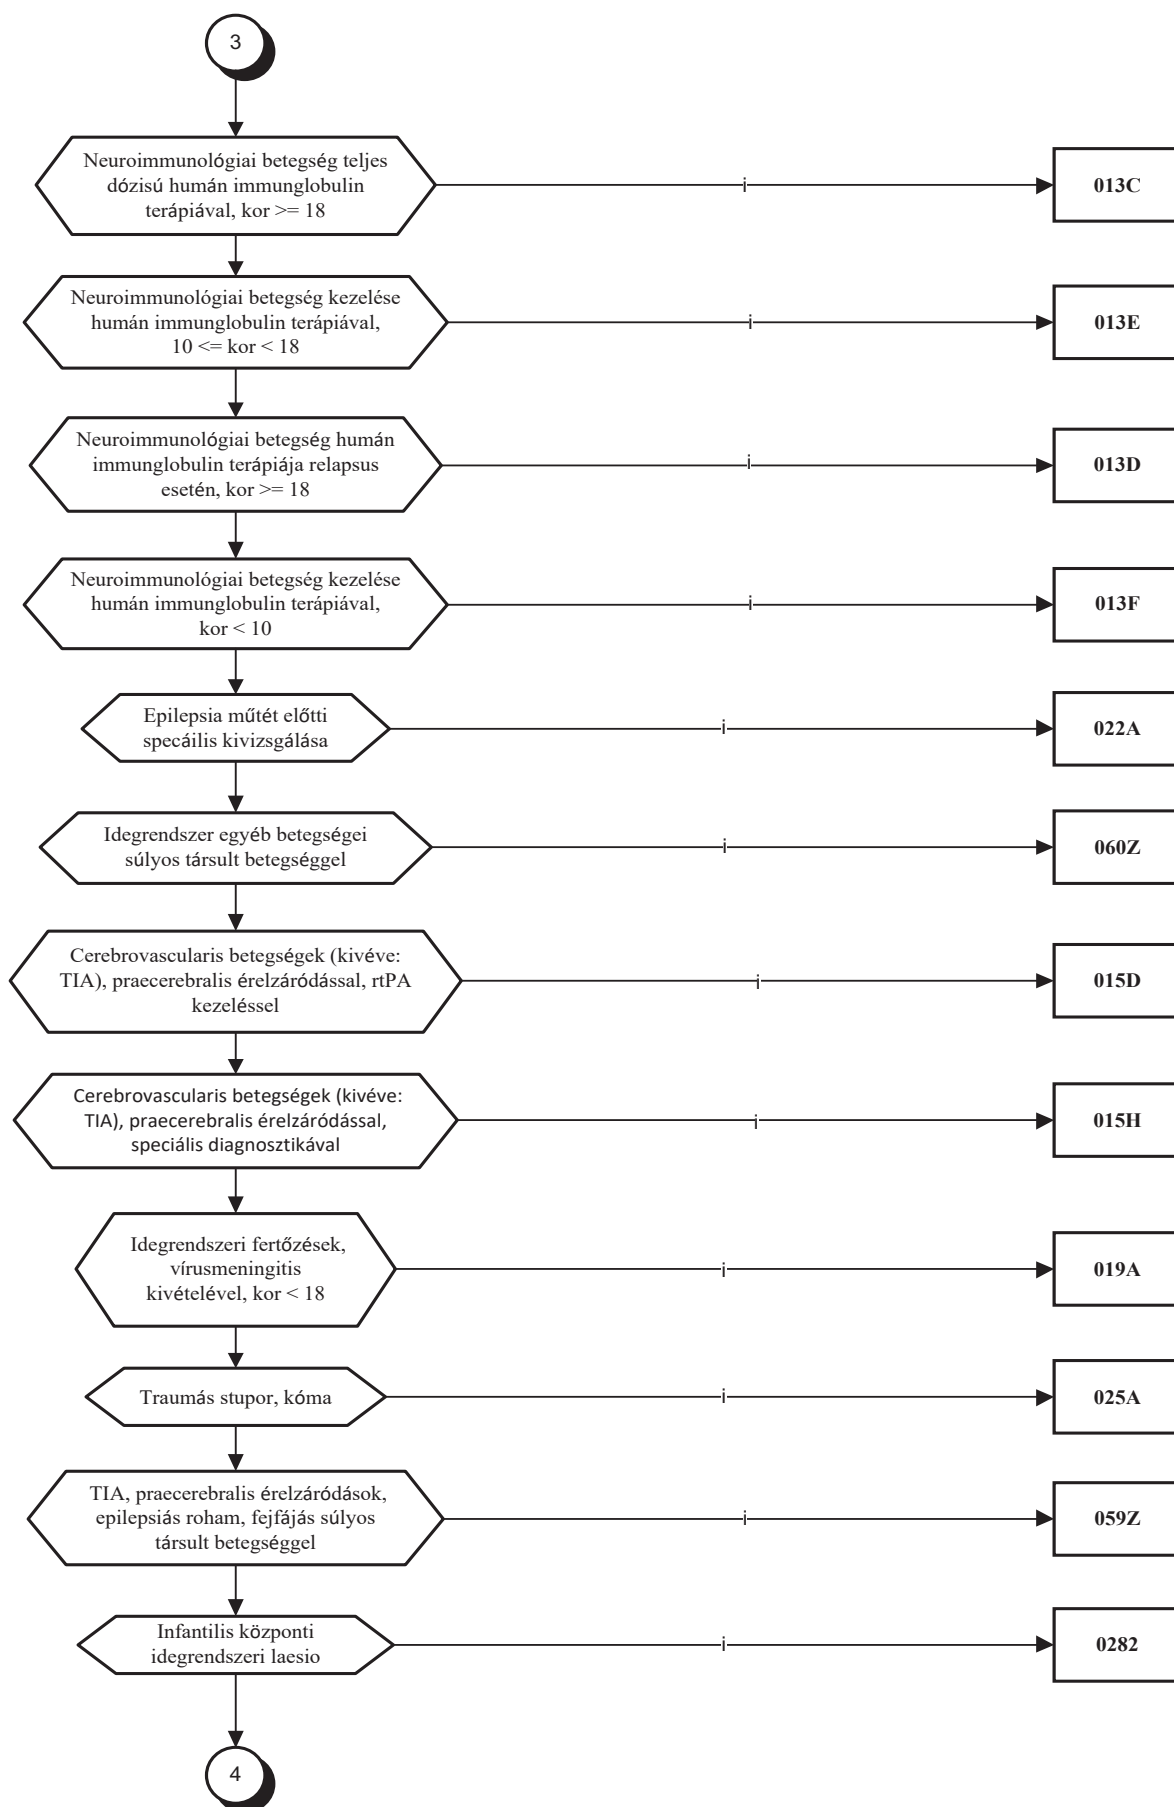 3
Neuroimmunológiai betegség teljes
dózisú humán immunglobulin
terápiával, kor >= 18
i
013C
Neuroimmunológiai betegség kezelése
humán immunglobulin terápiával,
10 <= kor < 18
i
013E
Neuroimmunológiai betegség humán
immunglobulin terápiája relapsus
esetén, kor >= 18
i
013D
Neuroimmunológiai betegség kezelése
humán immunglobulin terápiával,
kor < 10
i
013F
Epilepsia műtét előtti
specáilis kivizsgálása
i
022A
Idegrendszer egyéb betegségei
súlyos társult betegséggel
i
060Z
Cerebrovascularis betegségek (kivéve:
TIA), praecerebralis érelzáródással, rtPA
kezeléssel
i
015D
Cerebrovascularis betegségek (kivéve:
TIA), praecerebralis érelzáródással,
speciális diagnosztikával
i
015H
Idegrendszeri fertőzések,
vírusmeningitis
kivételével, kor < 18
i
019A
Traumás stupor, kóma
i
025A
TIA, praecerebralis érelzáródások,
epilepsiás roham, fejfájás súlyos
társult betegséggel
i
059Z
Infantilis központi
idegrendszeri laesio
i
0282
4